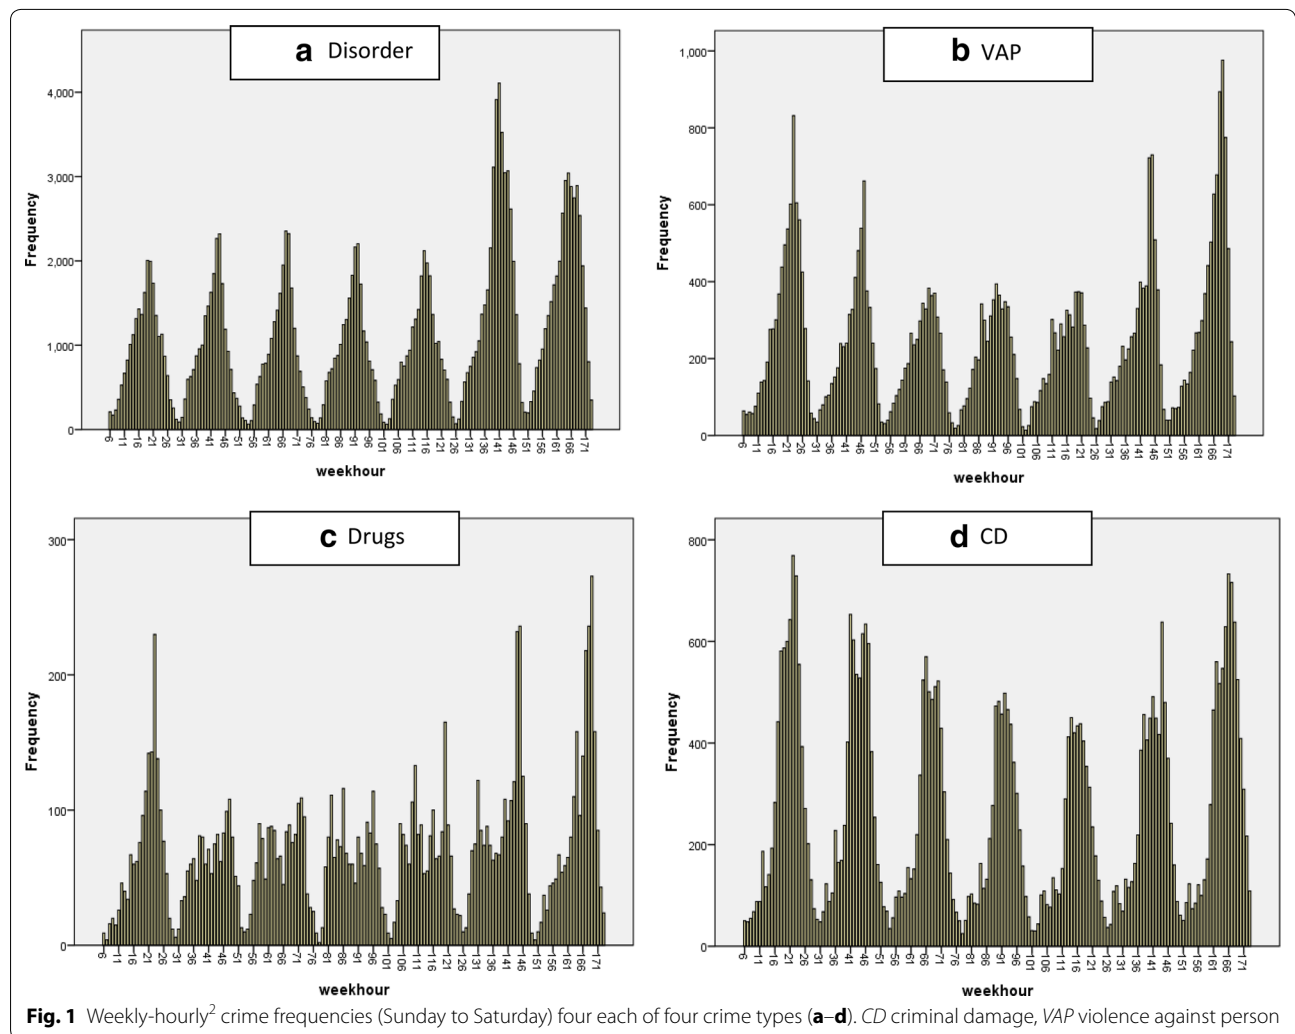 a Disorder
4,000
3,000
2,000
1,000
0
Frequency
6 11 16 21 26 31 36 41 46 51 56 61 66 71 76 81 86 91 96 101 106 111 116 121 126 131 136 141 146 151 156 161 166 171
weekhour
b VAP
1,000
800
600
400
200
0
Frequency
6 11 16 21 26 31 36 41 46 51 56 61 66 71 76 81 86 91 96 101 106 111 116 121 126 131 136 141 146 151 156 161 166 171
weekhour
c Drugs
300
200
100
0
Frequency
6 11 16 21 26 31 36 41 46 51 56 61 66 71 76 81 86 91 96 101 106 111 116 121 126 131 136 141 146 151 156 161 166 171
weekhour
d CD
800
600
400
200
0
Frequency
6 11 16 21 26 31 36 41 46 51 56 61 66 71 76 81 86 91 96 101 106 111 116 121 126 131 136 141 146 151 156 161 166 171
weekhour
Fig. 1 Weekly-hourly² crime frequencies (Sunday to Saturday) four each of four crime types (a–d). CD criminal damage, VAP violence against person